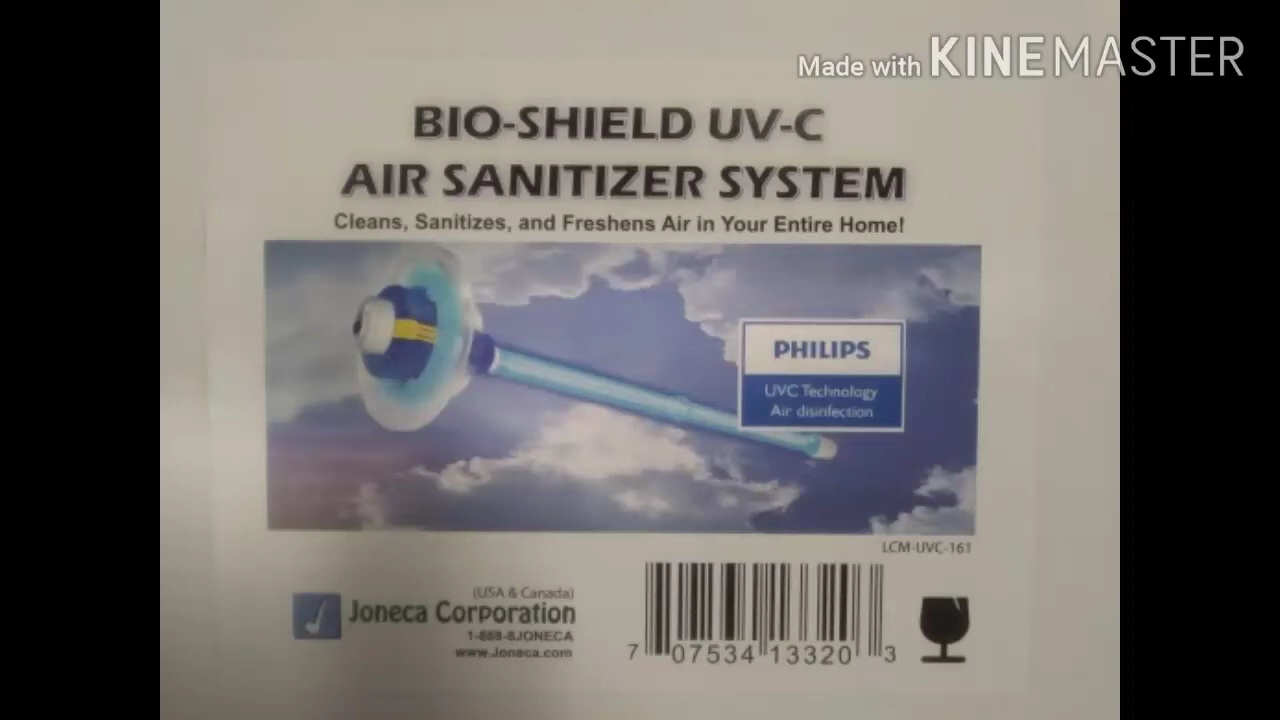 Made with KINEMASTER
BIO-SHIELD UV-C
AIR SANITIZER SYSTEM
Cleans, Sanitizes, and Freshens Air in Your Entire Home!
PHILIPS
UVC Technology
Air disinfection
LCM-UVC-161
(USA & Canada)
Joneca Corporation
1-888-8JONECA
www.Joneca.com
7 07534 13320 3